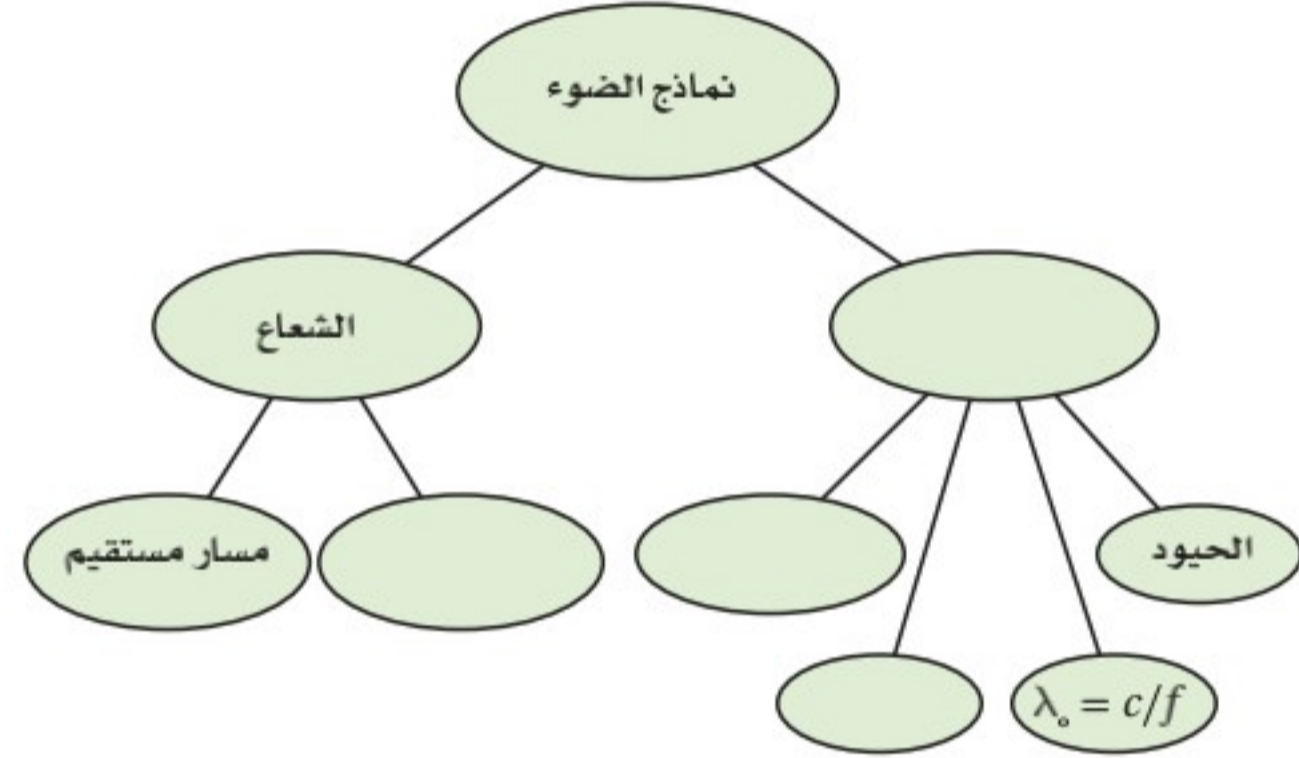 نماذج الضوء
الشعاع
مسار مستقيم
الحيود
λ₀ = c/f